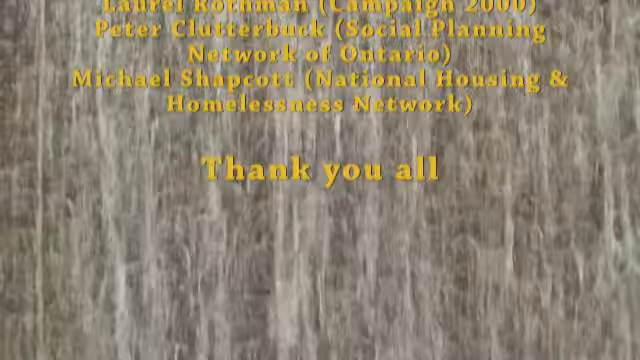 Laurel Rothman (Campaign 2000)
Peter Clutterbuck (Social Planning
Network of Ontario)
Michael Shapcott (National Housing &
Homelessness Network)
Thank you all